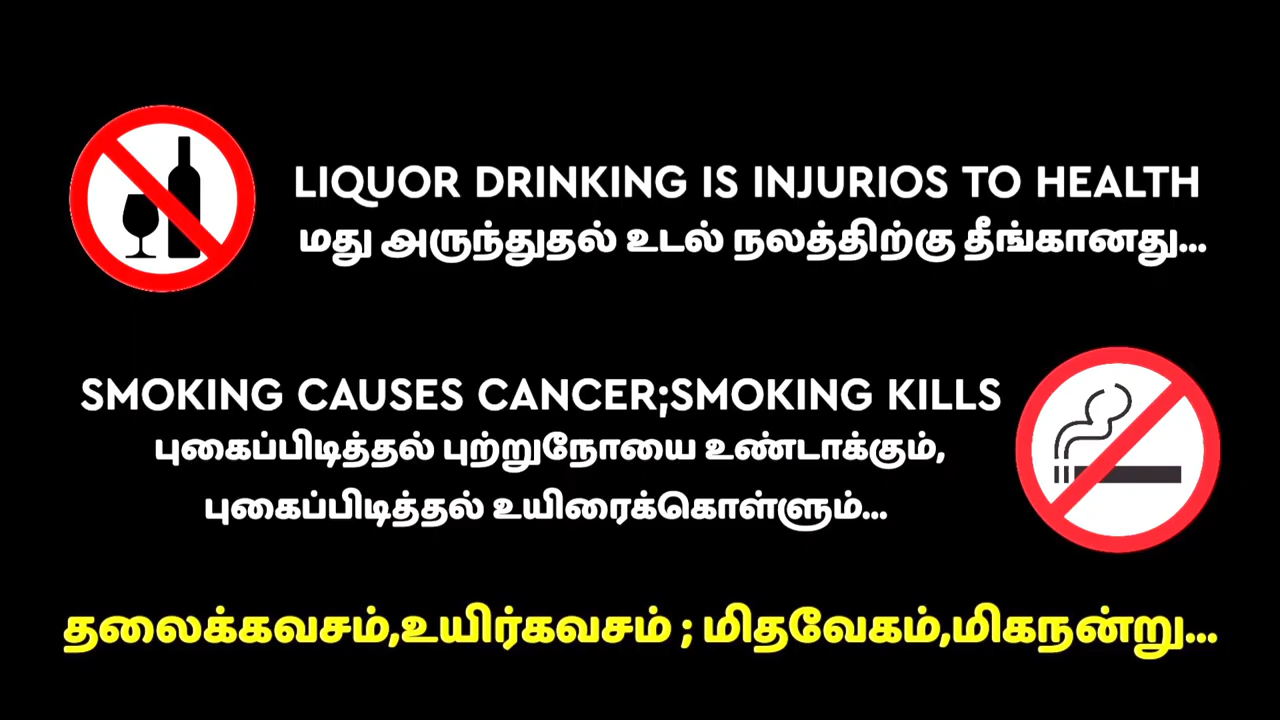 LIQUOR DRINKING IS INJURIOS TO HEALTH
மது அருந்துதல் உடல் நலத்திற்கு தீங்கானது...
SMOKING CAUSES CANCER;SMOKING KILLS
புகைப்பிடித்தல் புற்றுநோயை உண்டாக்கும்,
புகைப்பிடித்தல் உயிரைக்கொள்ளும்...
தலைக்கவசம்,உயிர்கவசம் ; மிதவேகம்,மிகநன்று...